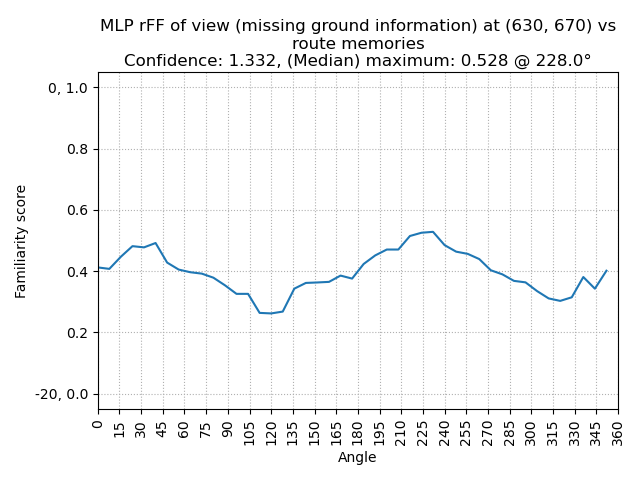 MLP rFF of view (missing ground information) at (630, 670) vs
route memories
Confidence: 1.332, (Median) maximum: 0.528 @ 228.0°
0, 1.0
0.8
0.6
0.4
0.2
-20, 0.0
Familiarity score
0 15 30 45 60 75 90 105 120 135 150 165 180 195 210 225 240 255 270 285 300 315 330 345 360
Angle